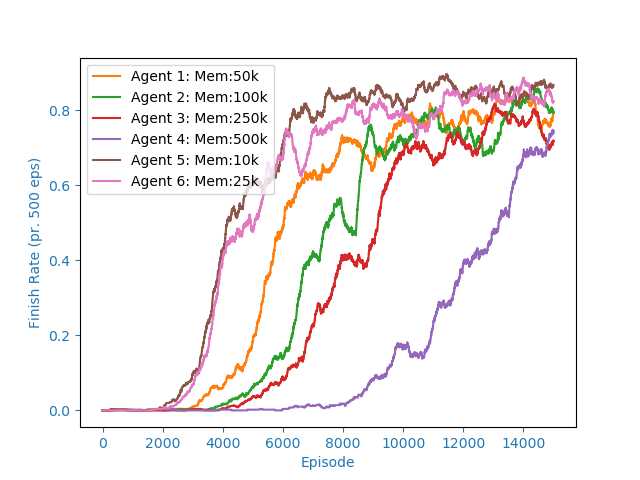 Agent 1: Mem:50k
Agent 2: Mem:100k
Agent 3: Mem:250k
Agent 4: Mem:500k
Agent 5: Mem:10k
Agent 6: Mem:25k
Finish Rate (pr. 500 eps)
0.8
0.6
0.4
0.2
0.0
0 2000 4000 6000 8000 10000 12000 14000
Episode